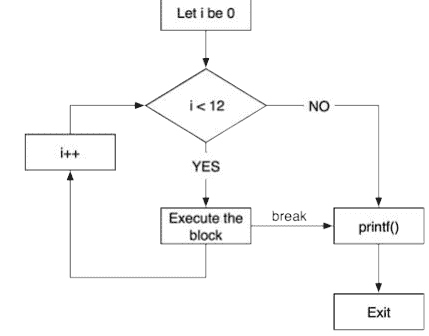 Let i be 0
i < 12
NO
i++
YES
Execute the
block
break
printf()
Exit